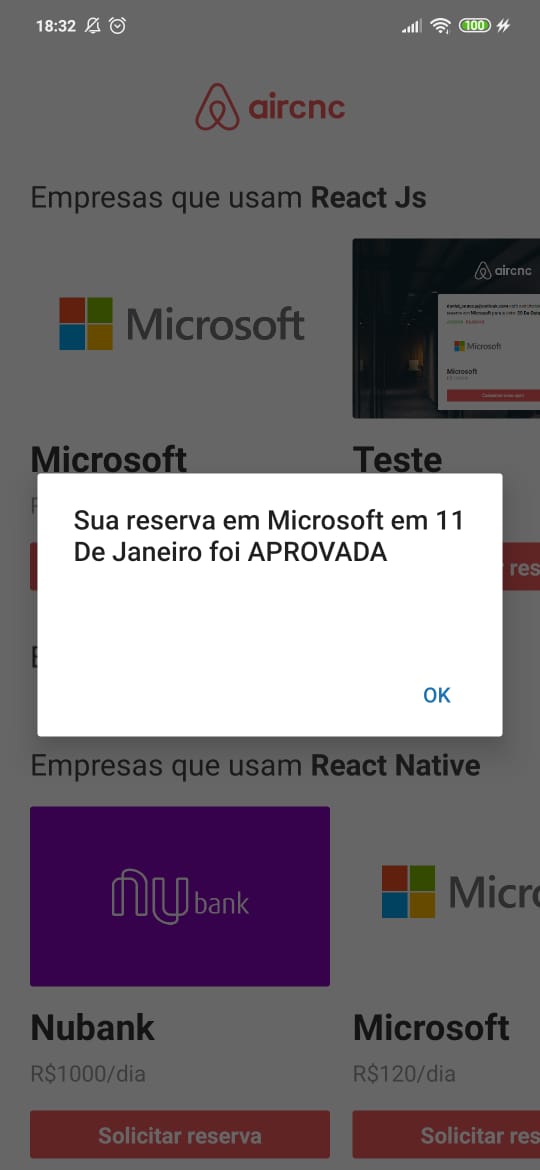 18:32
100
aircnc
Empresas que usam React Js
Microsoft
aircnc
Microsoft
Microsoft
Microsoft
Teste
Sua reserva em Microsoft em 11
De Janeiro foi APROVADA
res
OK
Empresas que usam React Native
nu bank
Micro
Nubank
Microsoft
R$1000/dia
R$120/dia
Solicitar reserva
Solicitar res